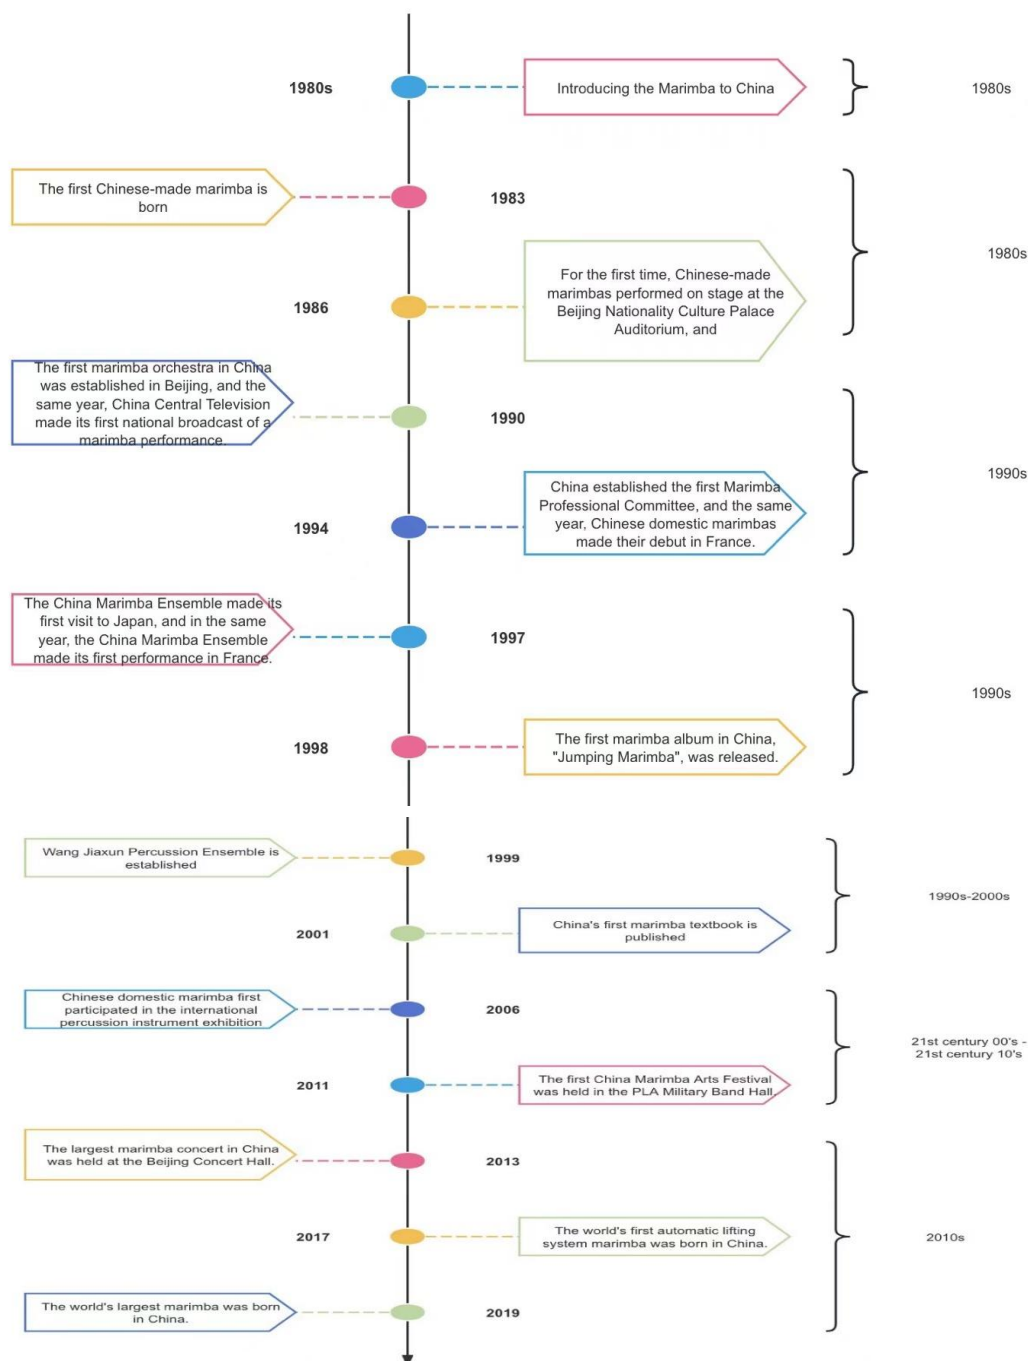 1980s
Introducing the Marimba to China
1980s
The first Chinese-made marimba is
born
1983
1980s
1986
For the first time, Chinese-made
marimbas performed on stage at the
Beijing Nationality Culture Palace
Auditorium, and
The first marimba orchestra in China
was established in Beijing, and the
same year, China Central Television
made its first national broadcast of a
marimba performance.
1990
1990s
1994
China established the first Marimba
Professional Committee, and the same
year, Chinese domestic marimbas
made their debut in France.
The China Marimba Ensemble made its
first visit to Japan, and in the same
year, the China Marimba Ensemble
made its first performance in France.
1997
1990s
1998
The first marimba album in China,
"Jumping Marimba", was released.
Wang Jiaxun Percussion Ensemble is
established
1999
1990s-2000s
2001
China's first marimba textbook is
published
Chinese domestic marimba first
participated in the international
percussion instrument exhibition
2006
21st century 00's -
21st century 10's
2011
The first China Marimba Arts Festival
was held in the PLA Military Band Hall.
The largest marimba concert in China
was held at the Beijing Concert Hall.
2013
2017
The world's first automatic lifting
system marimba was born in China.
2010s
The world's largest marimba was born
in China.
2019